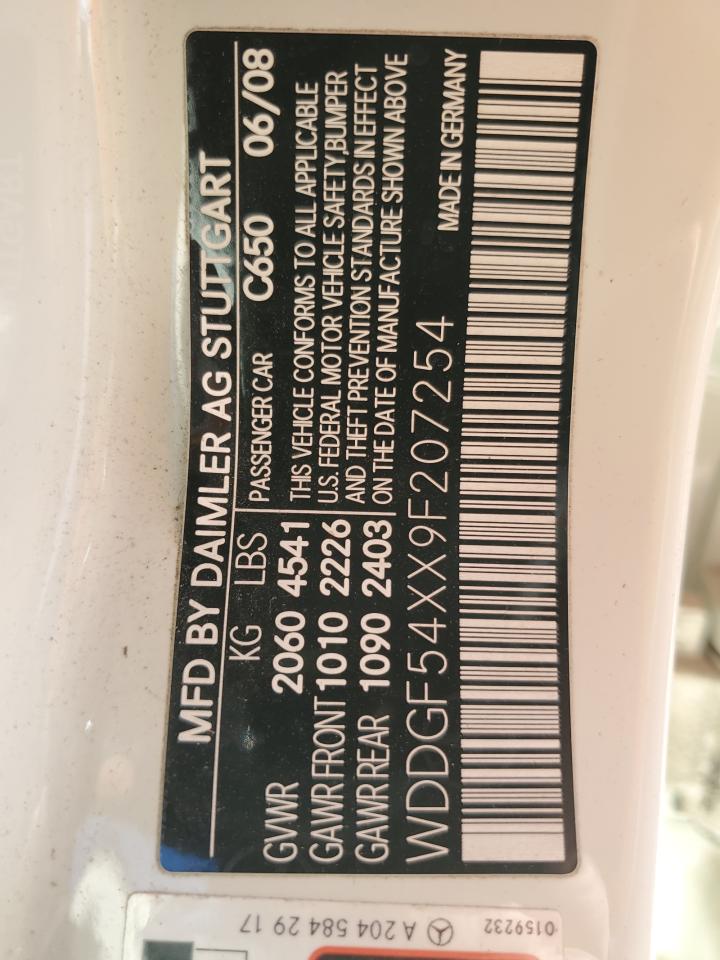 MFD BY DAIMLER AG STUTTGART
KG LBS
GVWR 2060 4541
GAWR FRONT 1010 2226
GAWR REAR 1090 2403
PASSENGER CAR C650 06/08
THIS VEHICLE CONFORMS TO ALL APPLICABLE
U.S. FEDERAL MOTOR VEHICLE SAFETY,BUMPER
AND THEFT PREVENTION STANDARDS IN EFFECT
ON THE DATE OF MANUFACTURE SHOWN ABOVE
WDDGF54XX9F207254 MADE IN GERMANY
0159232 A 204 584 29 17